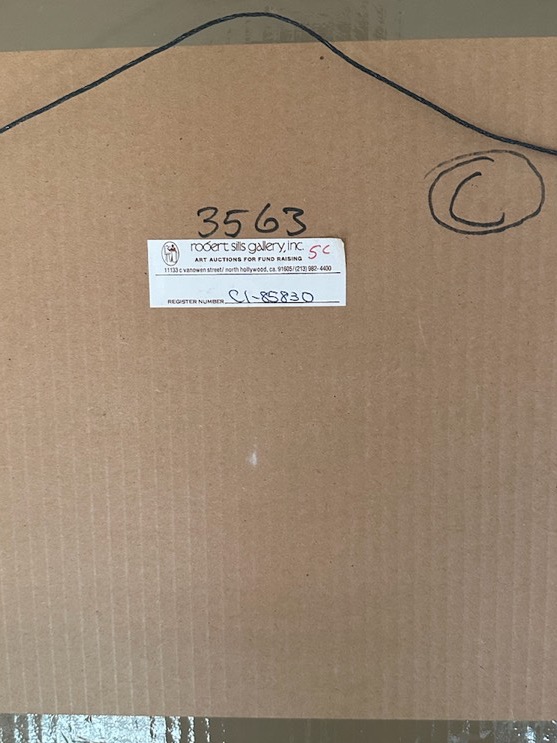 C
3563
robert sills gallery, inc. 5c
ART AUCTIONS FOR FUND RAISING
11133 c vanowen street/ north hollywood, ca. 91605/(213) 982-4400
REGISTER NUMBER C1-85830